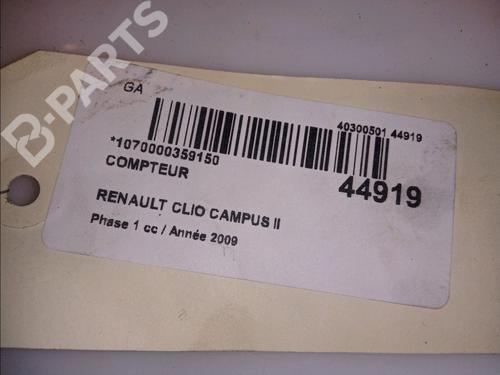 B-PARTS
GA
40300501 44919
*1070000359150
COMPTEUR
44919
RENAULT CLIO CAMPUS II
Phase 1 cc / Année 2009